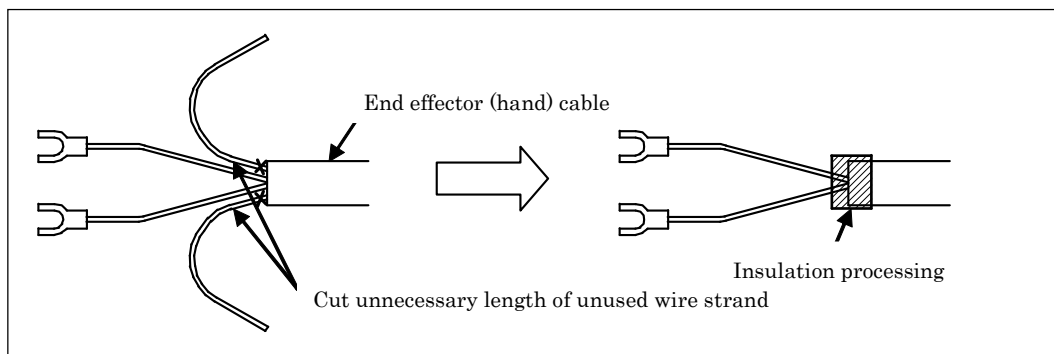 End effector (hand) cable
Insulation processing
Cut unnecessary length of unused wire strand